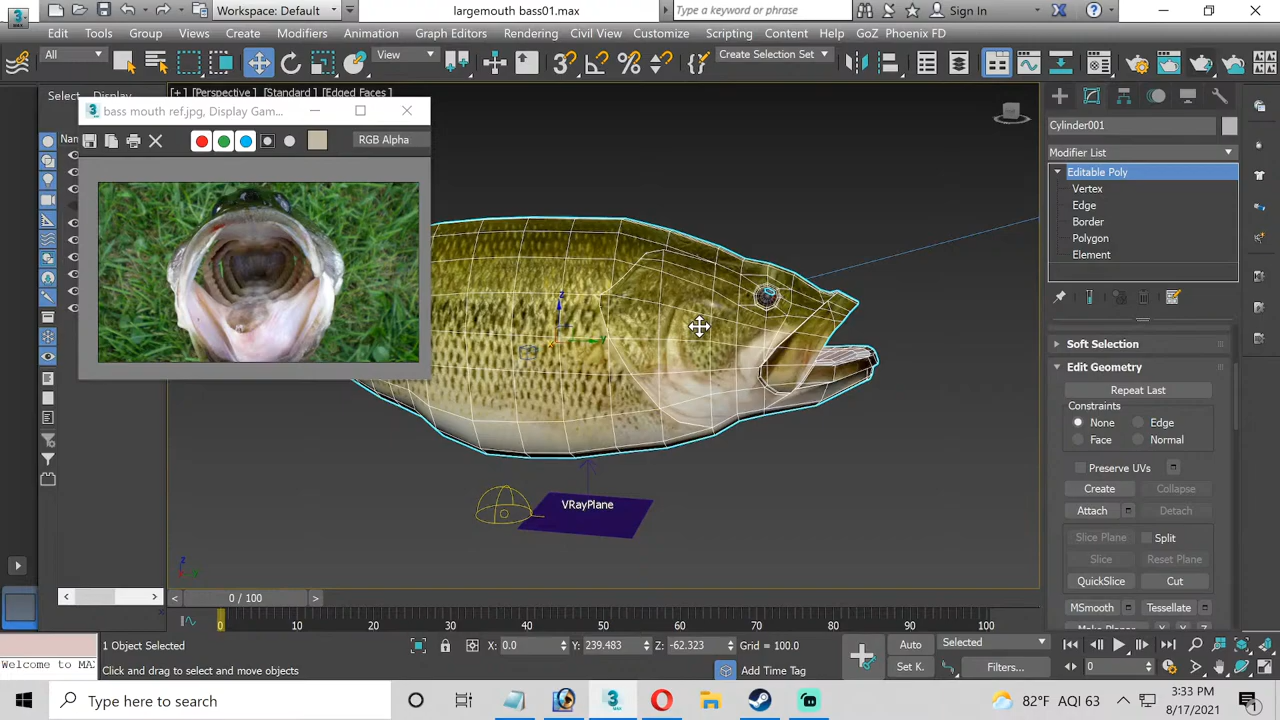 Workspace: Default
largemouth bass01.max
Type a keyword or phrase
Sign In
File
Edit
Tools
Group
Views
Create
Modifiers
Animation
Graph Editors
Rendering
Civil View
Customize
Scripting
Content
Help
GoZ
Phoenix FD
All
View
Create Selection Set
Select
[+] [Perspective] [Standard] [Edged Faces]
bass mouth ref.jpg, Display Gam...
RGB Alpha
Cylinder001
Modifier List
Editable Poly
Vertex
Edge
Border
Polygon
Element
Soft Selection
Edit Geometry
Repeat Last
Constraints
None
Edge
Face
Normal
Preserve UVs
Create
Collapse
Attach
Detach
Slice Plane
Split
Slice
Reset Plane
QuickSlice
Cut
MSmooth
Tessellate
VRayPlane
0 / 100
0 10 20 30 40 50 60 70 80 90 100
1 Object Selected
X: 0.0
Y: 239.483
Z: -62.323
Grid = 100.0
Auto
Selected
Welcome to MAX
Click and drag to select and move objects
Add Time Tag
Set K.
Filters...
0
Type here to search
82°F AQI 63
3:33 PM
8/17/2021